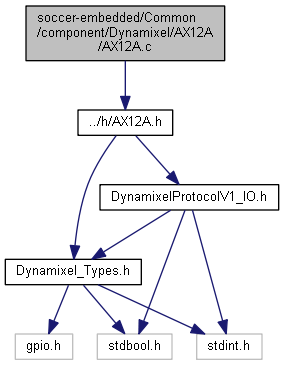 soccer-embedded/Common
/component/Dynamixel/AX12A
/AX12A.c
../h/AX12A.h
DynamixelProtocolV1_IO.h
Dynamixel_Types.h
gpio.h
stdbool.h
stdint.h